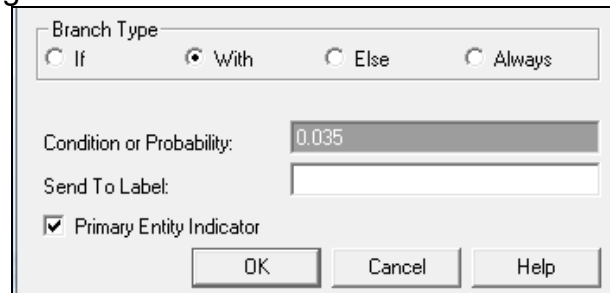 Branch Type
If With Else Always
Condition or Probability: 0.035
Send To Label:
Primary Entity Indicator
OK Cancel Help